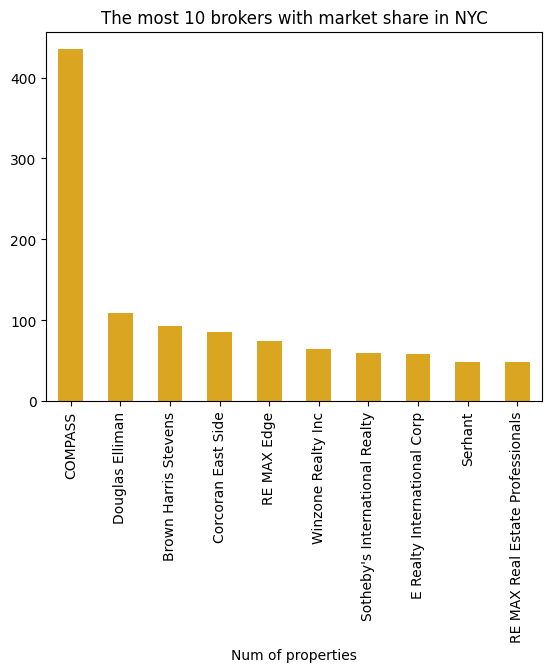 The most 10 brokers with market share in NYC
400
300
200
100
0
COMPASS
Douglas Elliman
Brown Harris Stevens
Corcoran East Side
RE MAX Edge
Winzone Realty Inc
Sotheby's International Realty
E Realty International Corp
Serhant
RE MAX Real Estate Professionals
Num of properties